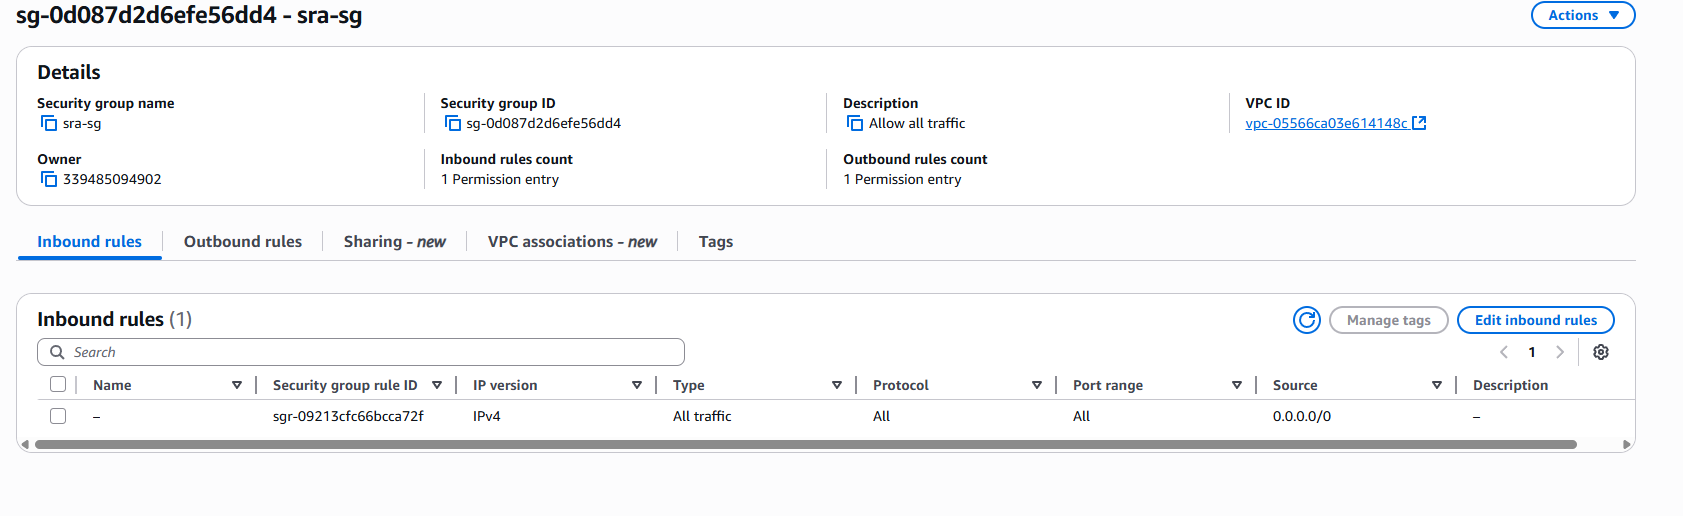 sg-0d087d2d6efe56dd4 - sra-sg
Actions
Details
Security group name
sra-sg
Security group ID
sg-0d087d2d6efe56dd4
Description
Allow all traffic
VPC ID
vpc-05566ca03e614148c
Owner
339485094902
Inbound rules count
1 Permission entry
Outbound rules count
1 Permission entry
Inbound rules
Outbound rules
Sharing - new
VPC associations - new
Tags
Inbound rules (1)
Manage tags
Edit inbound rules
Search
1
Name Security group rule ID IP version Type Protocol Port range Source Description
– sgr-09213cfc66bcca72f IPv4 All traffic All All 0.0.0.0/0 –